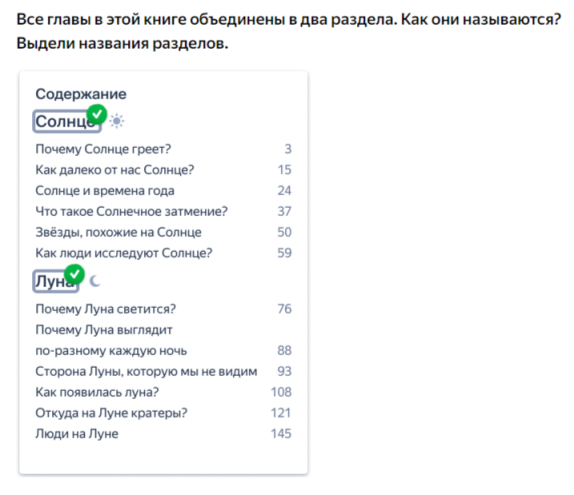 Все главы в этой книге объединены в два раздела. Как они называются?
Выдели названия разделов.
Содержание
Солнце
Почему Солнце греет? 3
Как далеко от нас Солнце? 15
Солнце и времена года 24
Что такое Солнечное затмение? 37
Звёзды, похожие на Солнце 50
Как люди исследуют Солнце? 59
Луна
Почему Луна светится? 76
Почему Луна выглядит
по-разному каждую ночь 88
Сторона Луны, которую мы не видим 93
Как появилась луна? 108
Откуда на Луне кратеры? 121
Люди на Луне 145